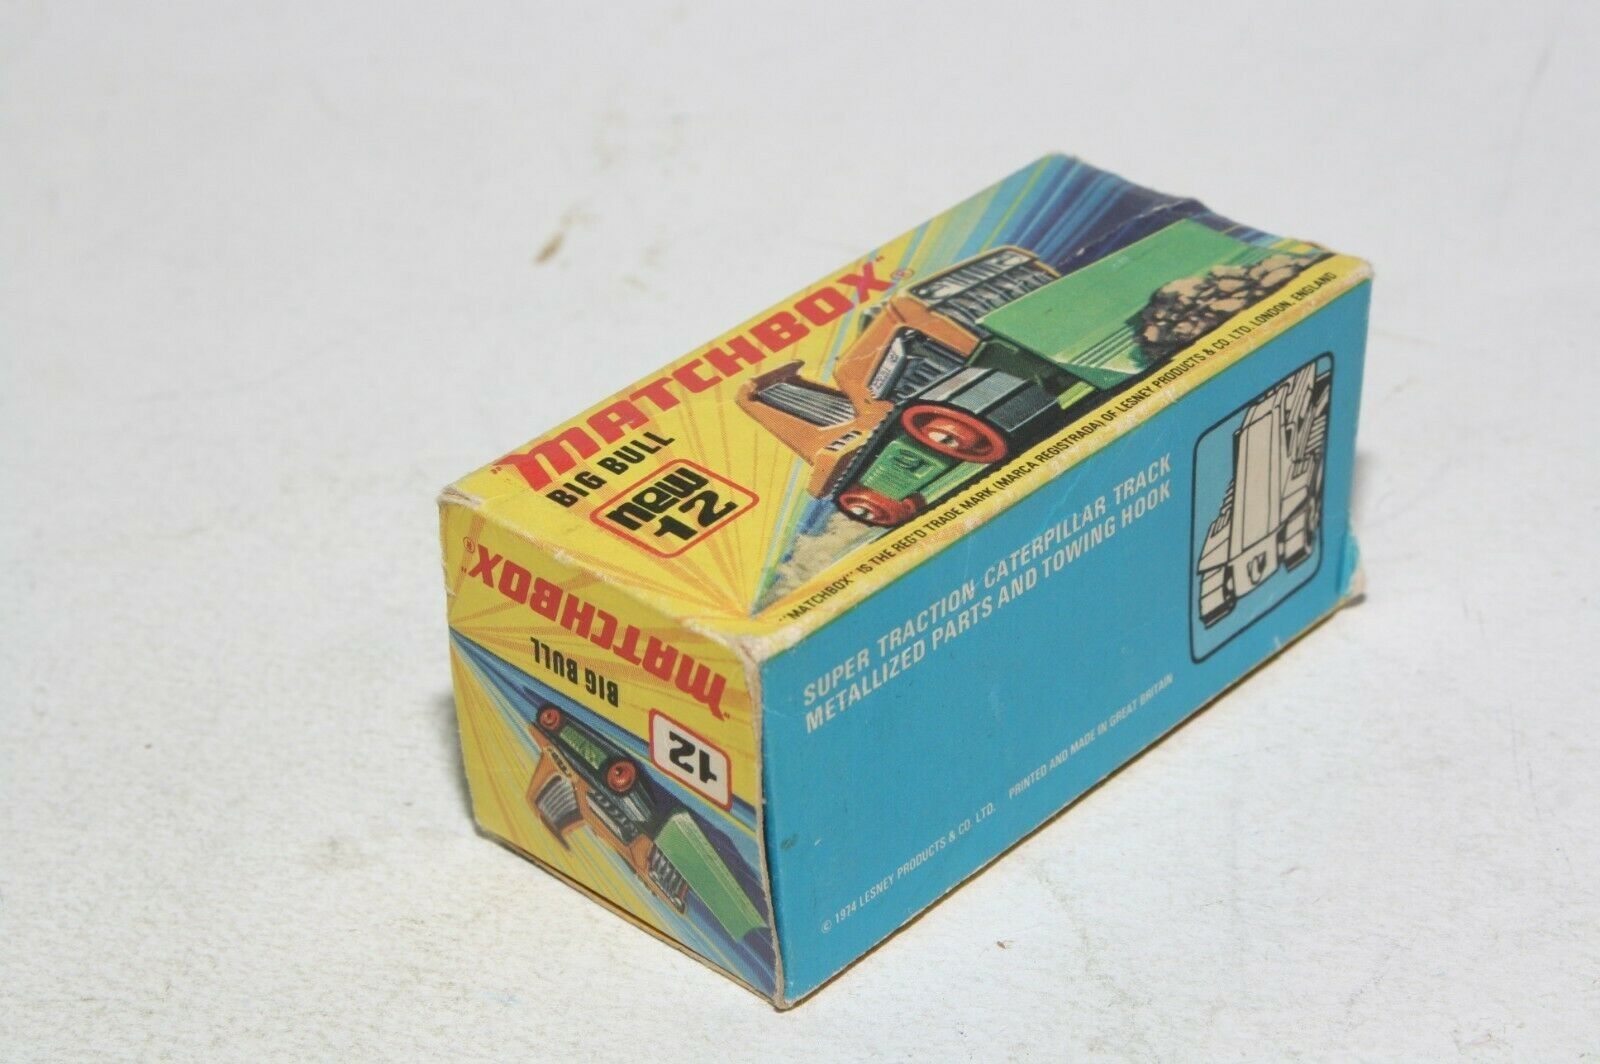 "MATCHBOX"®
BIG BULL
new
12
"MATCHBOX" IS THE REG'D TRADE MARK (MARCA REGISTRADA) OF LESNEY PRODUCTS & CO. LTD. LONDON, ENGLAND
SUPER TRACTION CATERPILLAR TRACK
METALLIZED PARTS AND TOWING HOOK
© 1974 LESNEY PRODUCTS & CO. LTD. PRINTED AND MADE IN GREAT BRITAIN
"MATCHBOX"®
BIG BULL
12